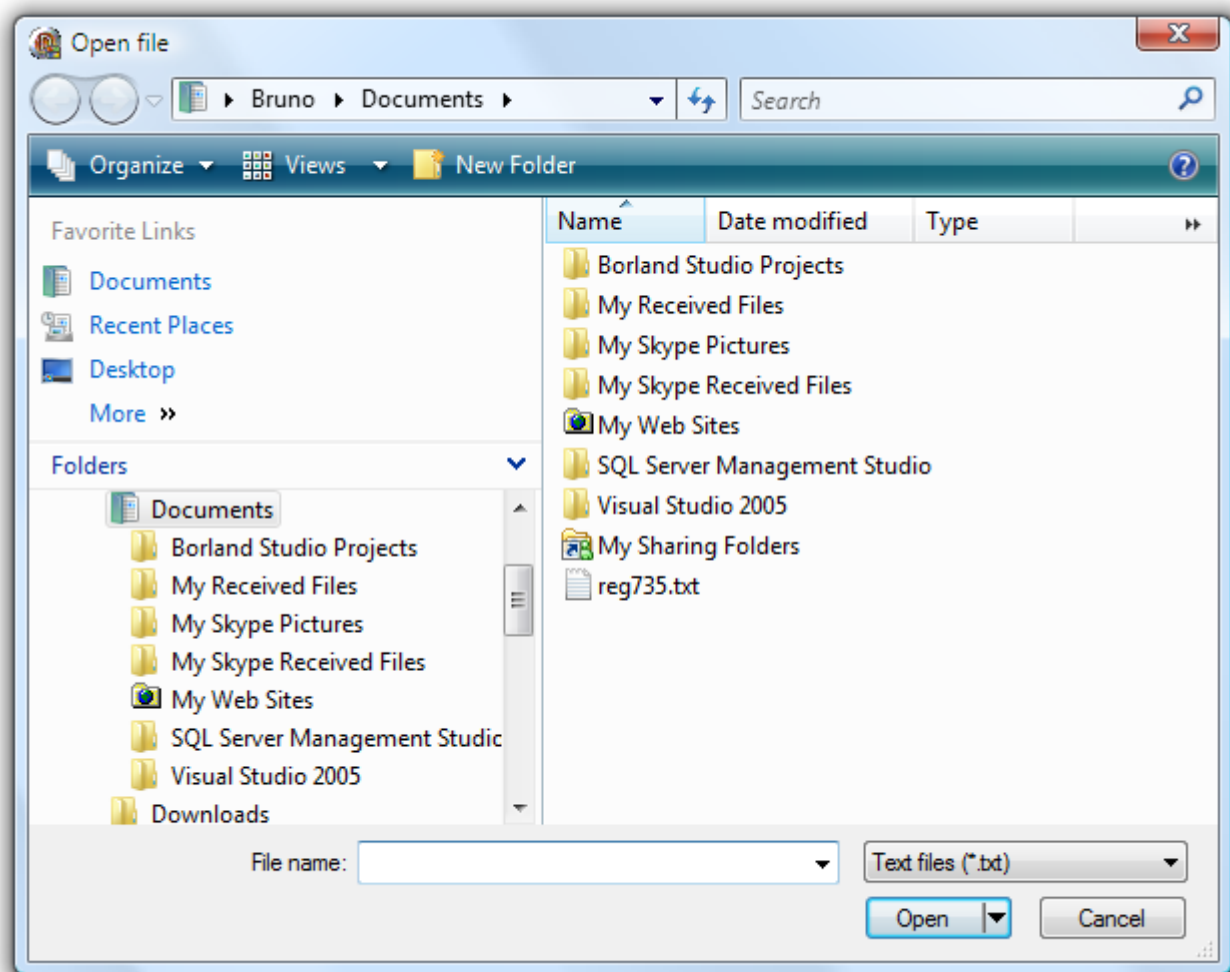 Open file
Bruno Documents
Search
Organize Views New Folder
Favorite Links
Documents
Recent Places
Desktop
More »
Folders
Documents
Borland Studio Projects
My Received Files
My Skype Pictures
My Skype Received Files
My Web Sites
SQL Server Management Studic
Visual Studio 2005
Downloads
Name Date modified Type
Borland Studio Projects
My Received Files
My Skype Pictures
My Skype Received Files
My Web Sites
SQL Server Management Studio
Visual Studio 2005
My Sharing Folders
reg735.txt
File name:
Text files (*.txt)
Open Cancel